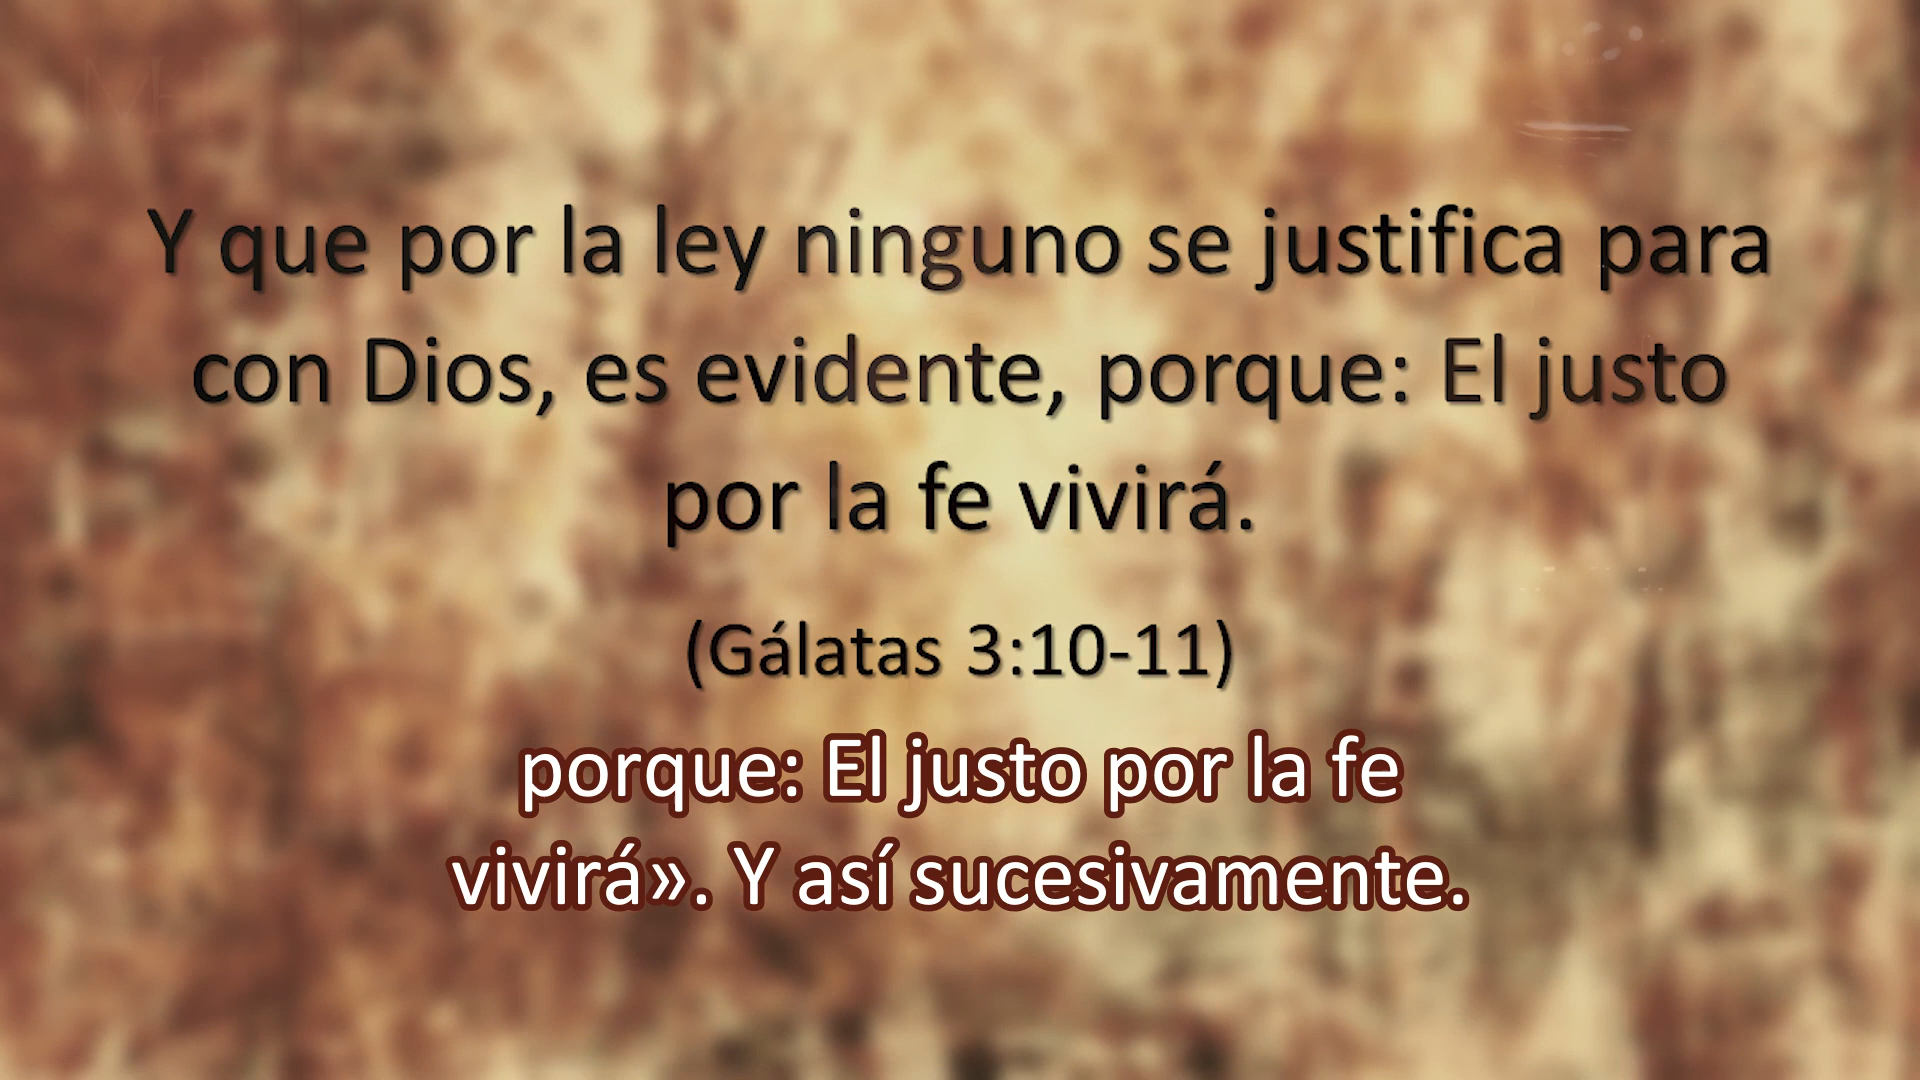 Y que por la ley ninguno se justifica para
con Dios, es evidente, porque: El justo
por la fe vivirá.
(Gálatas 3:10-11)
porque: El justo por la fe
vivirá». Y así sucesivamente.